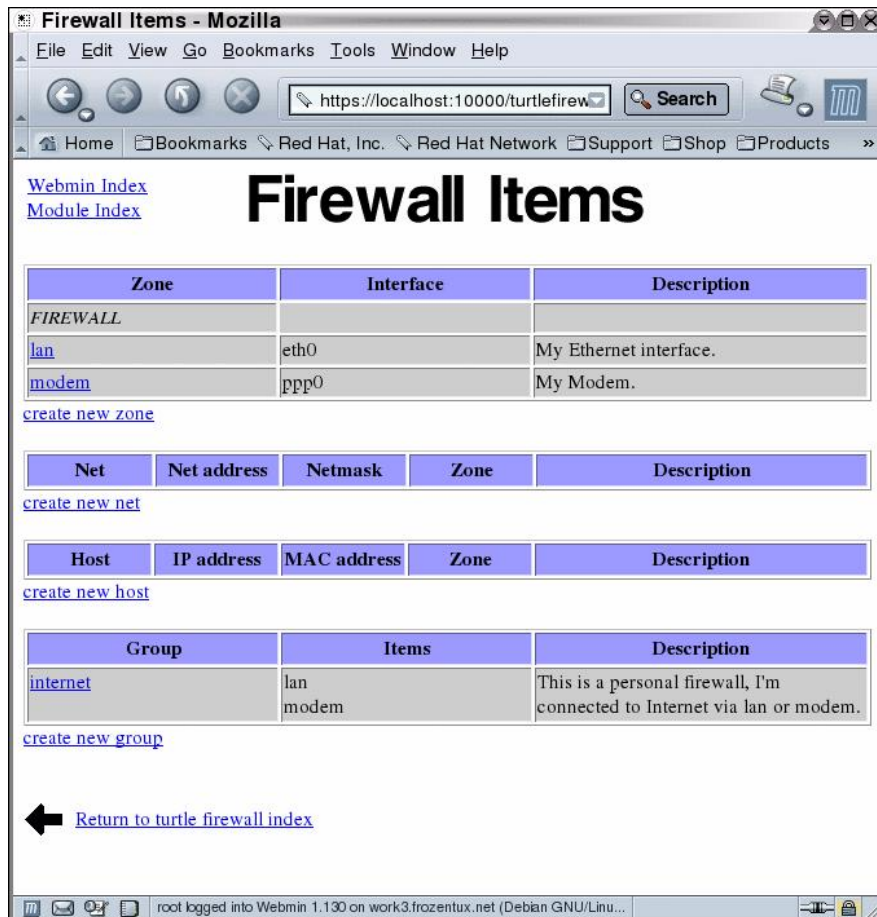 Firewall Items - Mozilla
File Edit View Go Bookmarks Tools Window Help
https://localhost:10000/turtlefirew
Search
Home Bookmarks Red Hat, Inc. Red Hat Network Support Shop Products »
Webmin Index
Module Index
Firewall Items
Zone Interface Description
FIREWALL
lan eth0 My Ethernet interface.
modem ppp0 My Modem.
create new zone
Net Net address Netmask Zone Description
create new net
Host IP address MAC address Zone Description
create new host
Group Items Description
internet lan This is a personal firewall, I'm
modem connected to Internet via lan or modem.
create new group
Return to turtle firewall index
root logged into Webmin 1.130 on work3.frozentux.net (Debian GNU/Linu...